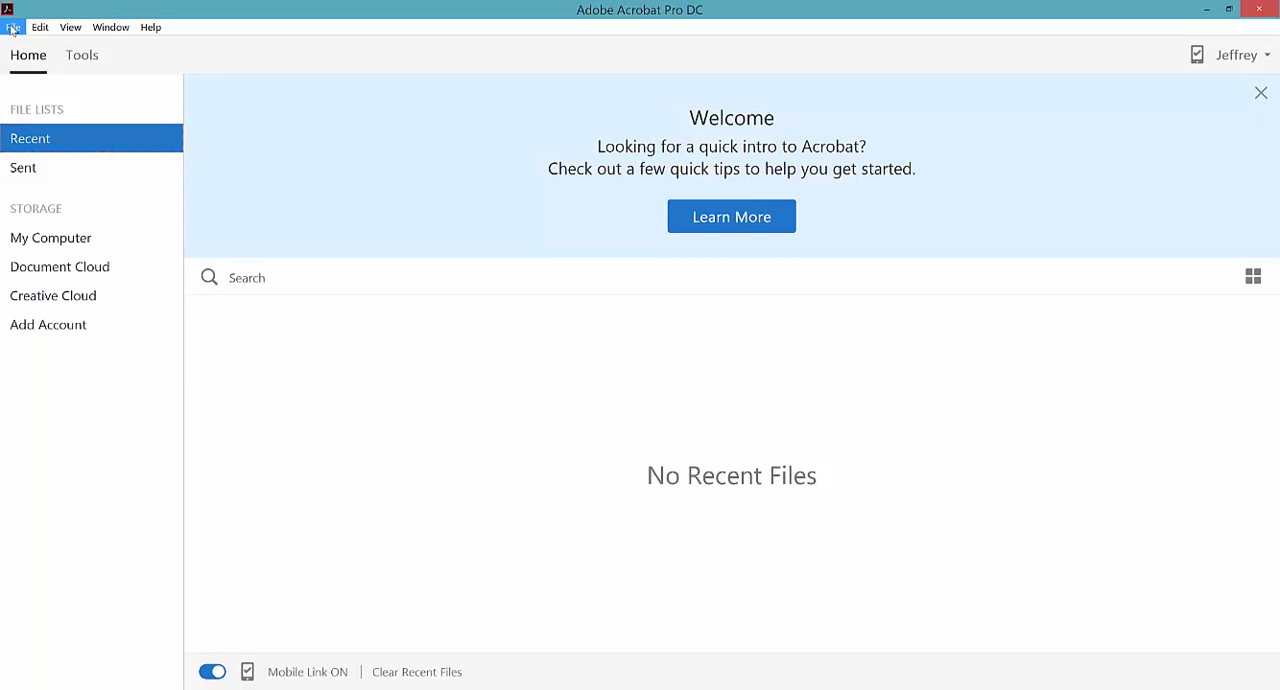 Adobe Acrobat Pro DC
File Edit View Window Help
Home Tools
Jeffrey
FILE LISTS
Recent
Sent
STORAGE
My Computer
Document Cloud
Creative Cloud
Add Account
Welcome
Looking for a quick intro to Acrobat?
Check out a few quick tips to help you get started.
Learn More
Search
No Recent Files
Mobile Link ON | Clear Recent Files